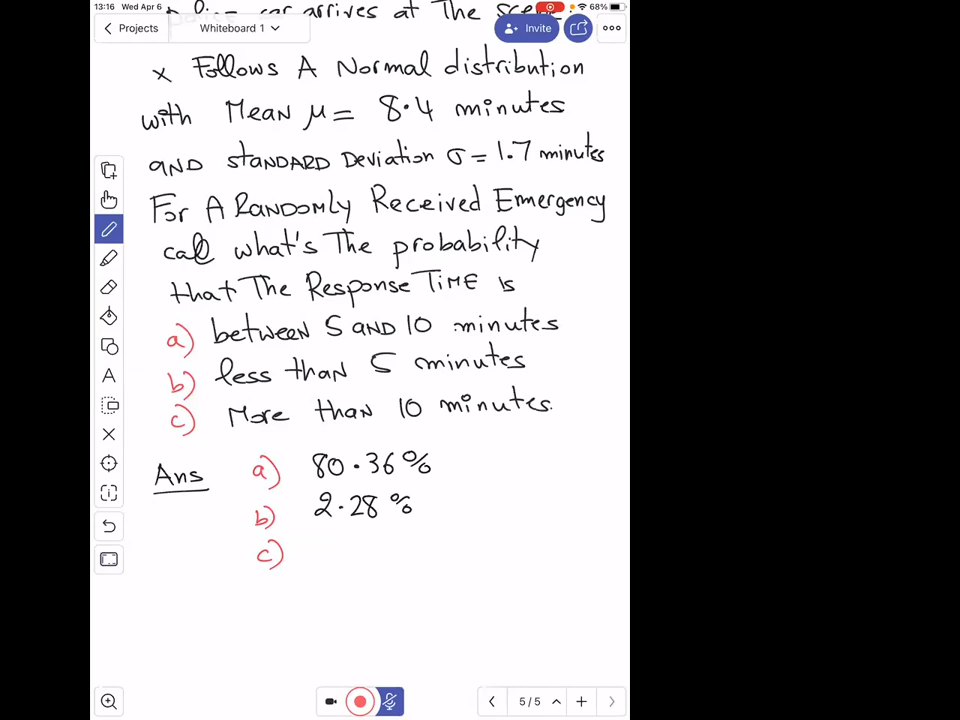 13:16 Wed Apr 6
68%
car arrives at The
Projects
Whiteboard 1
Invite
x Follows A Normal distribution
with Mean μ = 8.4 minutes
AND STANDARD Deviation σ = 1.7 minutes
For A RANDOMLY Received Emergency
call what's The probability
that The Response TIME is
a) between 5 AND 10 minutes
b) less than 5 minutes
c) More than 10 minutes.
Ans a) 80.36%
b) 2.28 %
c)
5/5